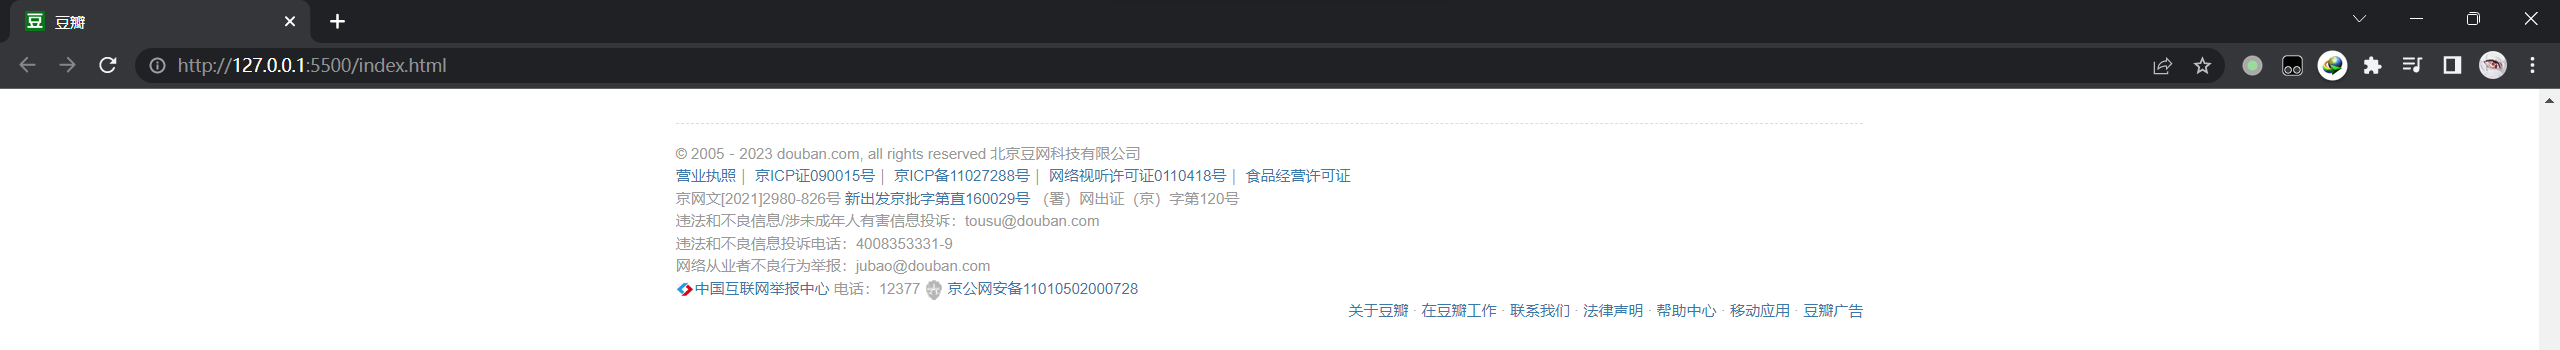 豆 豆瓣
http://127.0.0.1:5500/index.html
© 2005 - 2023 douban.com, all rights reserved 北京豆网科技有限公司
营业执照 | 京ICP证090015号 | 京ICP备11027288号 | 网络视听许可证0110418号 | 食品经营许可证
京网文[2021]2980-826号 新出发京批字第直160029号 （署）网出证（京）字第120号
违法和不良信息/涉未成年人有害信息投诉：tousu@douban.com
违法和不良信息投诉电话：4008353331-9
网络从业者不良行为举报：jubao@douban.com
中国互联网举报中心 电话：12377 京公网安备11010502000728
关于豆瓣 · 在豆瓣工作 · 联系我们 · 法律声明 · 帮助中心 · 移动应用 · 豆瓣广告